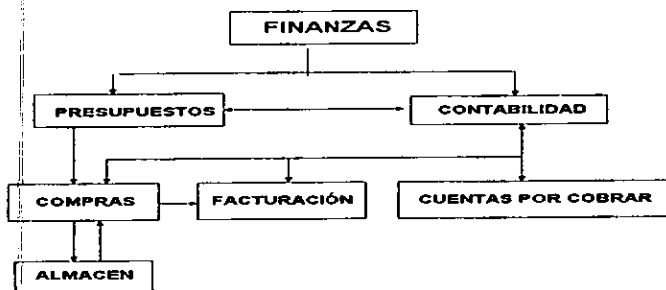 FINANZAS
PRESUPUESTOS
CONTABILIDAD
COMPRAS
FACTURACIÓN
CUENTAS POR COBRAR
ALMACEN